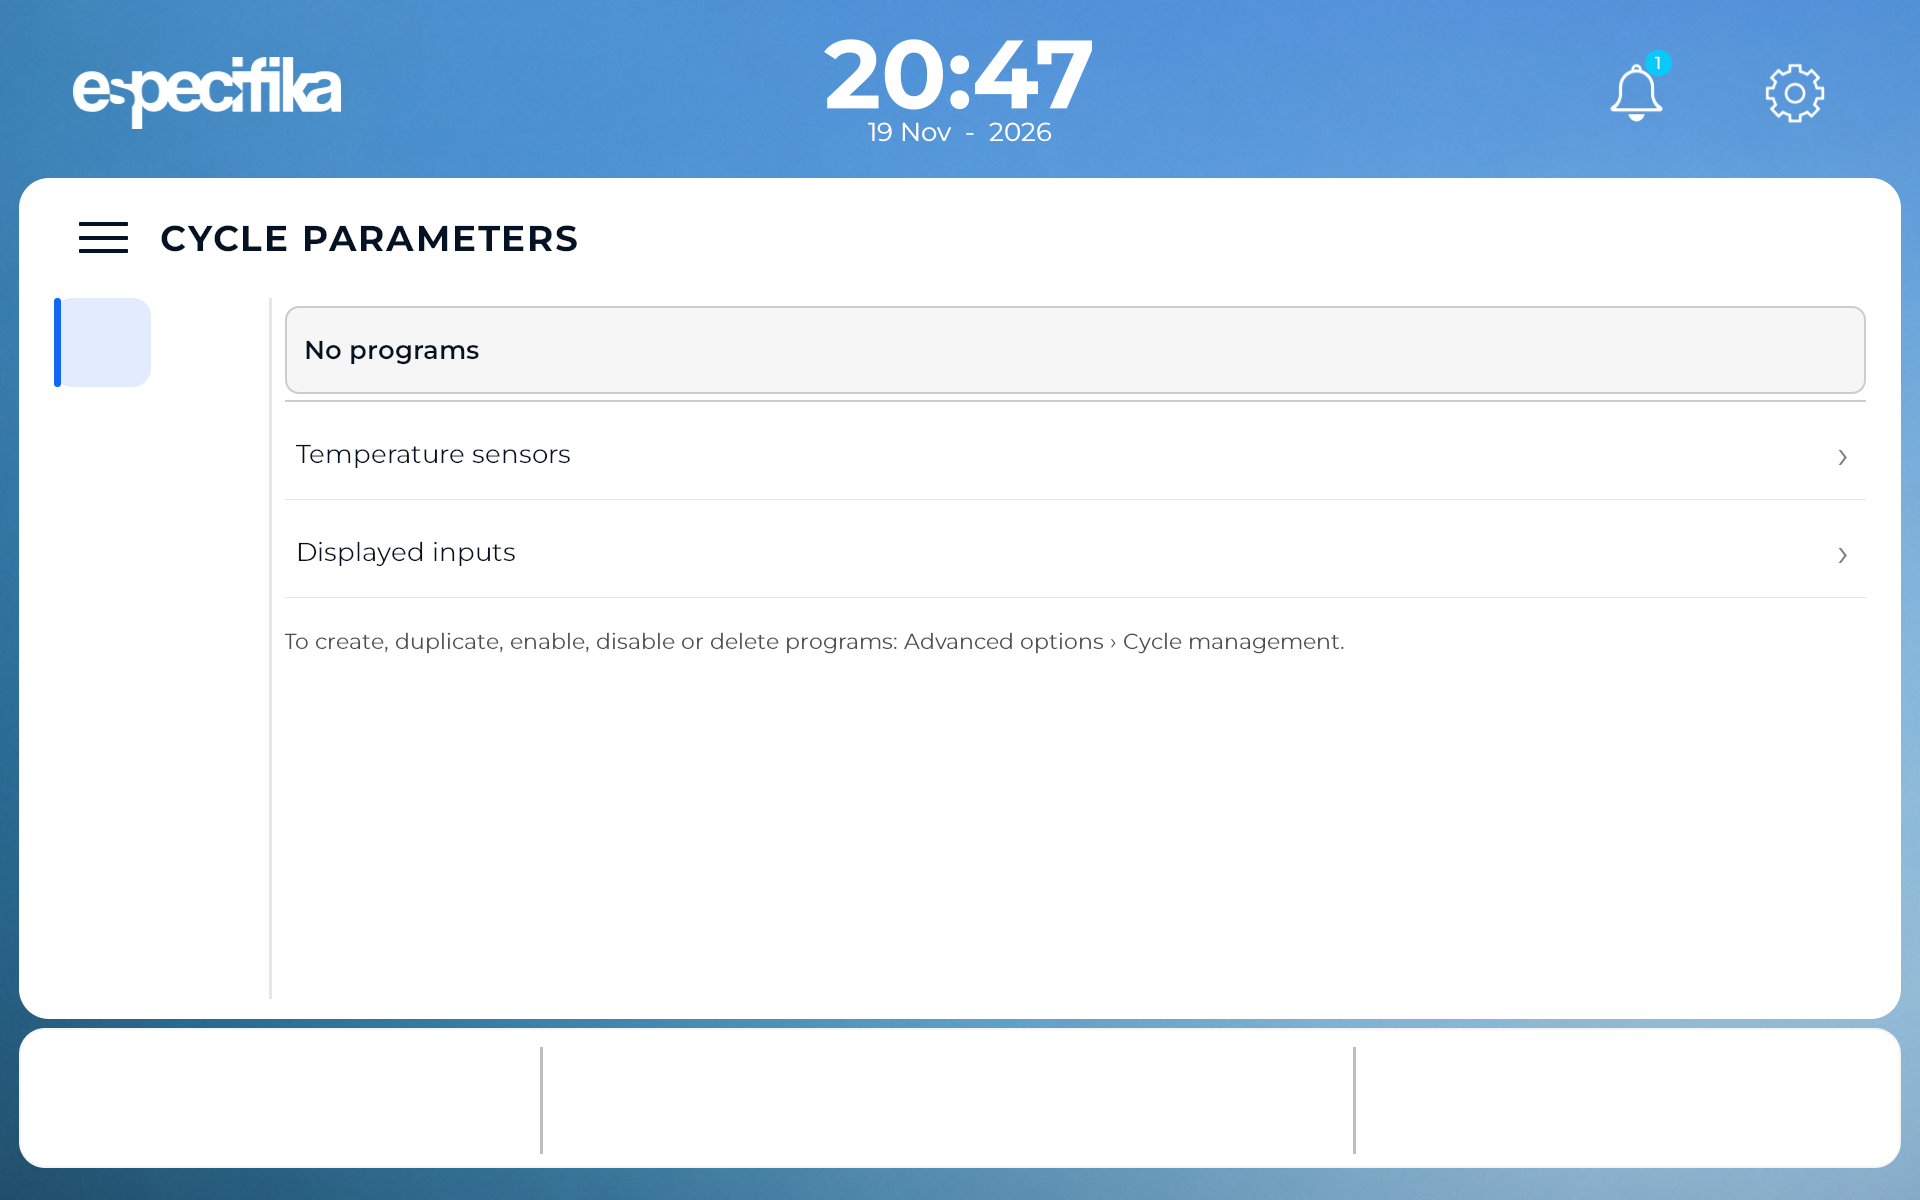 especifika
20:47
19 Nov - 2026
1
CYCLE PARAMETERS
No programs
Temperature sensors ›
Displayed inputs ›
To create, duplicate, enable, disable or delete programs: Advanced options › Cycle management.